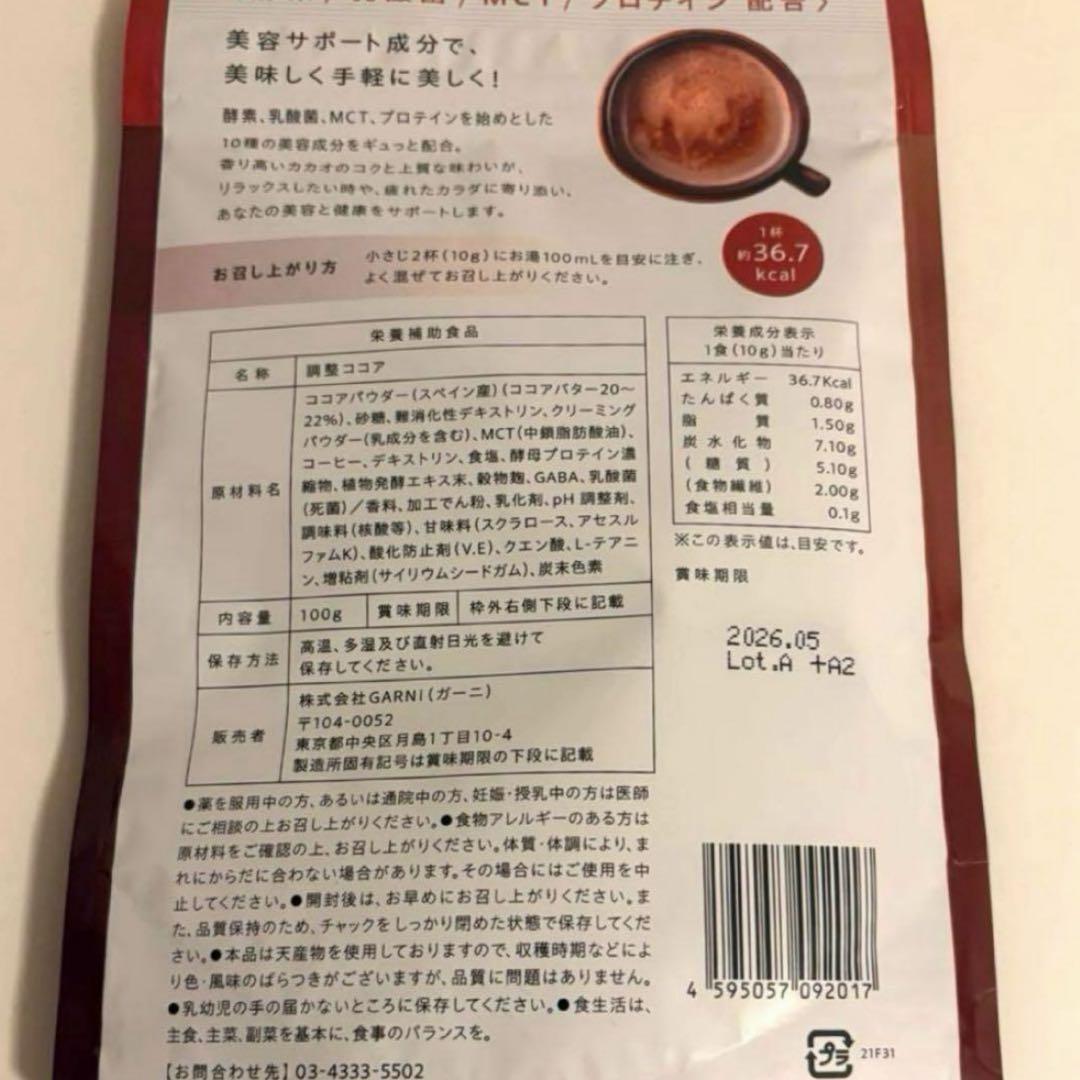 MCT / プロテイン 配合 〉
美容サポート成分で、
美味しく手軽に美しく!
酵素、乳酸菌、MCT、プロテインを始めとした
10種の美容成分をギュっと配合。
香り高いカカオのコクと上質な味わいが、
リラックスしたい時や、疲れたカラダに寄り添い、
あなたの美容と健康をサポートします。
1杯
約36.7
kcal
お召し上がり方
小さじ2杯(10g)にお湯100mLを目安に注ぎ、
よく混ぜてお召し上がりください。
栄養補助食品
名称 調整ココア
原材料名
ココアパウダー(スペイン産)(ココアバター20〜
22%)、砂糖、難消化性デキストリン、クリーミング
パウダー(乳成分を含む)、MCT(中鎖脂肪酸油)、
コーヒー、デキストリン、食塩、酵母プロテイン濃
縮物、植物発酵エキス末、穀物麹、GABA、乳酸菌
(死菌)/香料、加工でん粉、乳化剤、pH調整剤、
調味料(核酸等)、甘味料(スクラロース、アセスル
ファムK)、酸化防止剤(V.E)、クエン酸、L-テアニ
ン、増粘剤(サイリウムシードガム)、炭末色素
内容量 100g 賞味期限 枠外右側下段に記載
保存方法
高温、多湿及び直射日光を避けて
保存してください。
販売者
株式会社GARNI(ガーニ)
〒104-0052
東京都中央区月島1丁目10-4
製造所固有記号は賞味期限の下段に記載
栄養成分表示
1食(10g)当たり
エネルギー 36.7Kcal
たんぱく質 0.80g
脂質 1.50g
炭水化物 7.10g
(糖質) 5.10g
(食物繊維) 2.00g
食塩相当量 0.1g
※この表示値は、目安です。
賞味期限
2026.05
Lot.A +A2
●薬を服用中の方、あるいは通院中の方、妊娠・授乳中の方は医師
にご相談の上お召し上がりください。●食物アレルギーのある方は
原材料をご確認の上、お召し上がりください。体質・体調により、ま
れにからだに合わない場合があります。その場合にはご使用を中
止してください。●開封後は、お早めにお召し上がりください。ま
た、品質保持のため、チャックをしっかり閉めた状態で保存してくだ
さい。●本品は天産物を使用しておりますので、収穫時期などによ
り色・風味のばらつきがございますが、品質に問題はありません。
●乳幼児の手の届かないところに保存してください。●食生活は、
主食、主菜、副菜を基本に、食事のバランスを。
【お問合わせ先】 03-4333-5502
4 595057 092017
プラ
21F31